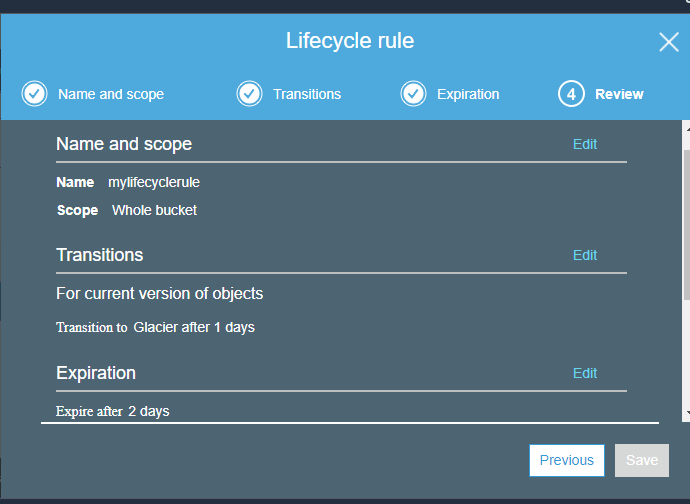 Lifecycle rule
Name and scope Transitions Expiration 4 Review
Name and scope Edit
Name mylifecyclerule
Scope Whole bucket
Transitions Edit
For current version of objects
Transition to Glacier after 1 days
Expiration Edit
Expire after 2 days
Previous Save